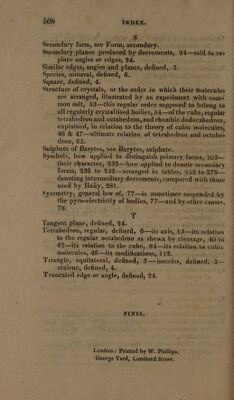 508 INDEX.
S
Secondary form, see Form, secondary.
Secondary planes produced by decrements, 24—said to re-
place angles or edges, 24.
Similar edges, angles and planes, defined, 3.
Species, mineral, defined, 6.
Square, defined, 4.
Structure of crystals, or the order in which their molecules
are arranged, illustrated by an experiment with com-
mon salt, 53—this regular order supposed to belong to
all regularly crystallised bodies, 54—of the cube, regular
tetrahedron and octahedron, and rhombic dodecahedron,
explained, in relation to the theory of cubic molecules,
46 & 47—ultimate relation of tetrahedron and octahe-
dron, 65.
Sulphate of Barytes, see Barytes, sulphate.
Symbols, how applied to distinguish primary forms, 103—
their character, 232—how applied to denote secondary
forms, 236 to 252—arranged in tables, 252 to 279—
denoting intermediary decrements, compared with those
used by Haüy, 281.
Symmetry, general law of, 77—is sometimes suspended by
the pyro-electricity of bodies, 77—and by other causes,
78.
T
Tangent plane, defined, 24.
Tetrahedron, regular, defined, 6—its axis, 13—its relation
to the regular octahedron as shewn by cleavage, 40 to
42—its relation to the cube, 84—its relation to cubic
molecules, 46—its modifications, 112.
Triangle, equilateral, defined, 3—isosceles, defined, 3—
scalene, defined, 4.
Truncated edge or angle, defined, 24.
FINIS.
London: Printed by W. Phillips,
George Yard, Lombard Street.